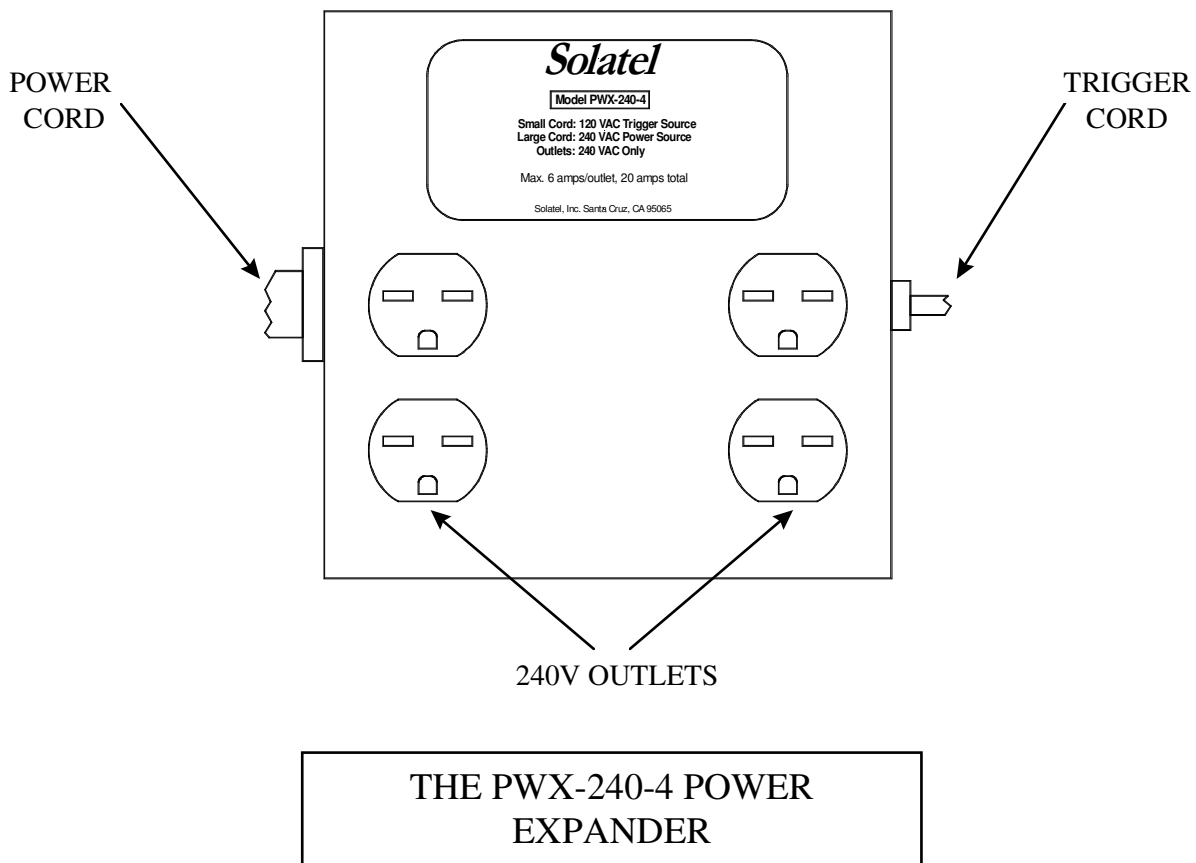 Solatel
POWER
CORD
TRIGGER
CORD
Model PWX-240-4
Small Cord: 120 VAC Trigger Source
Large Cord: 240 VAC Power Source
Outlets: 240 VAC Only
Max. 6 amps/outlet, 20 amps total
Solatel, Inc. Santa Cruz, CA 95065
240V OUTLETS
THE PWX-240-4 POWER
EXPANDER